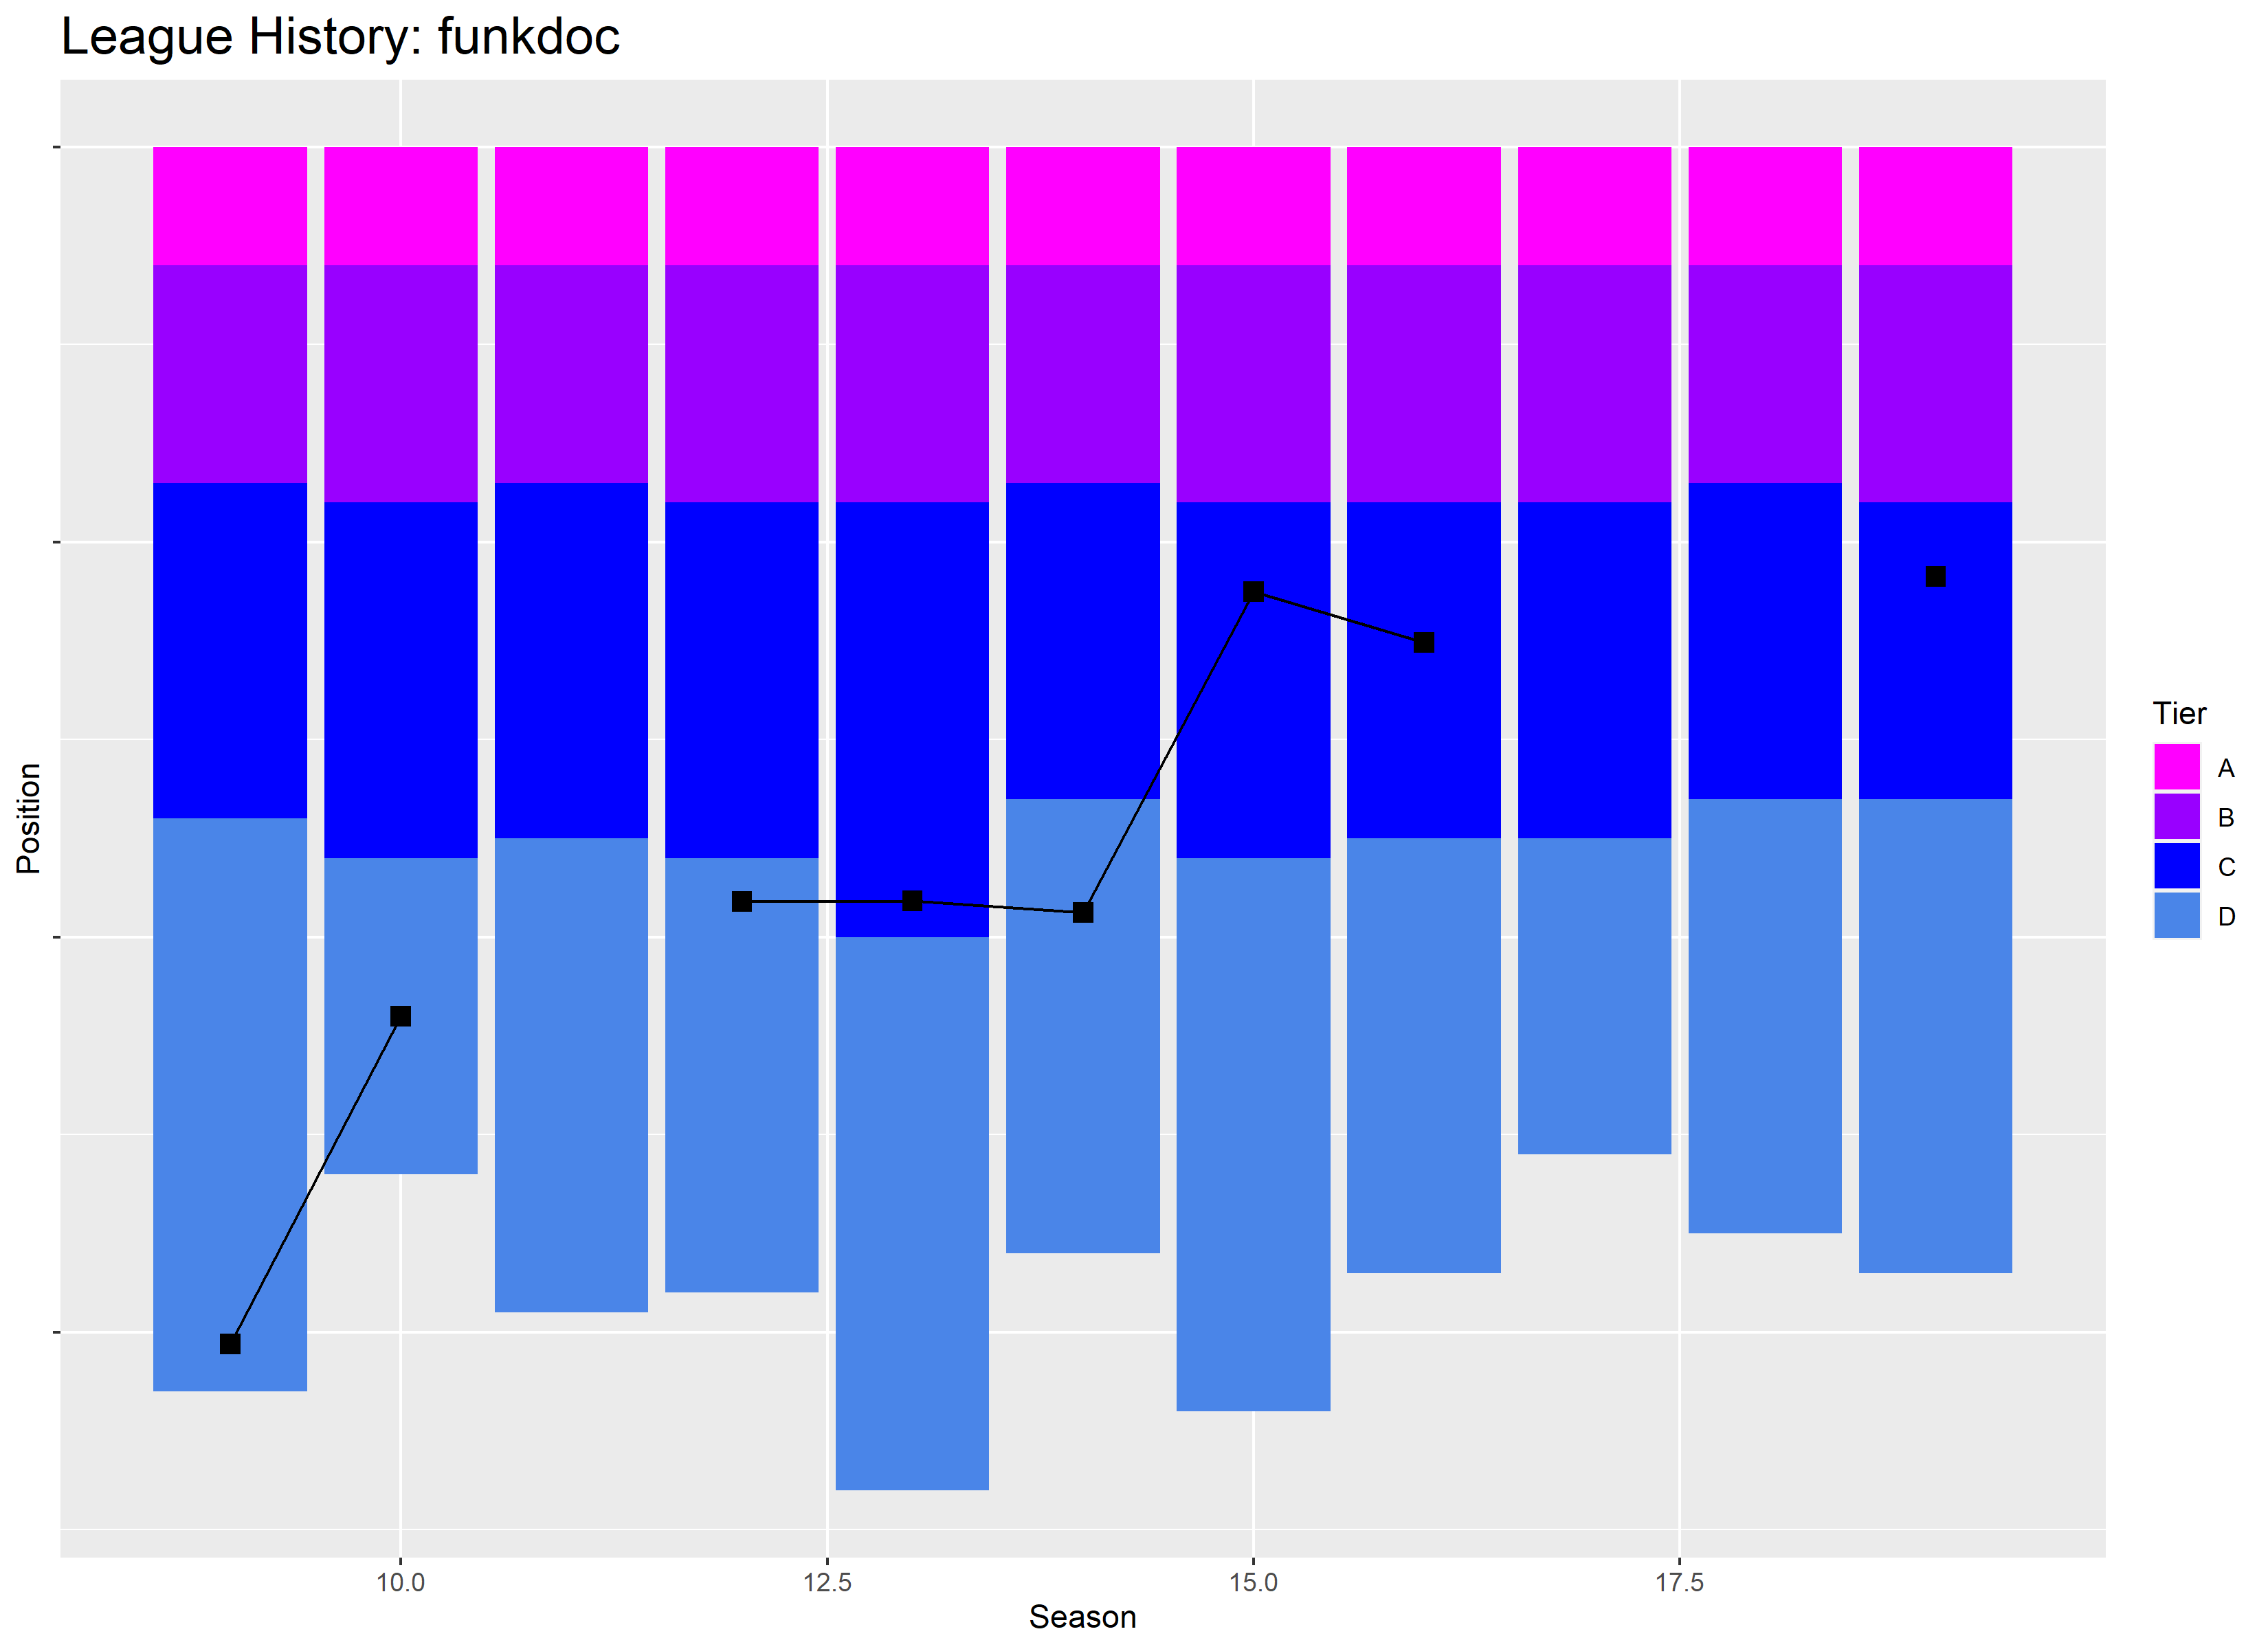 League History: funkdoc
Position
Tier
A
B
C
D
10.0
12.5
15.0
17.5
Season